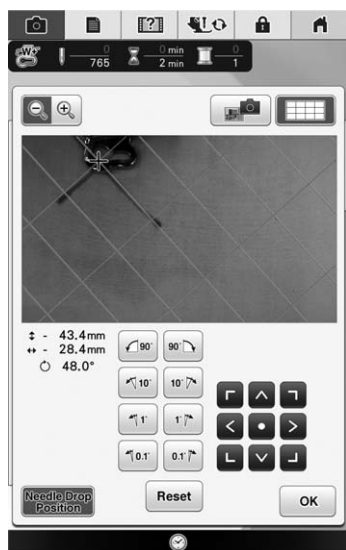 0 0 min 0
765 2 min 1
- 43.4mm
- 28.4mm
48.0°
90° 90°
10° 10°
1° 1°
0.1° 0.1°
Needle Drop
Position
Reset
OK